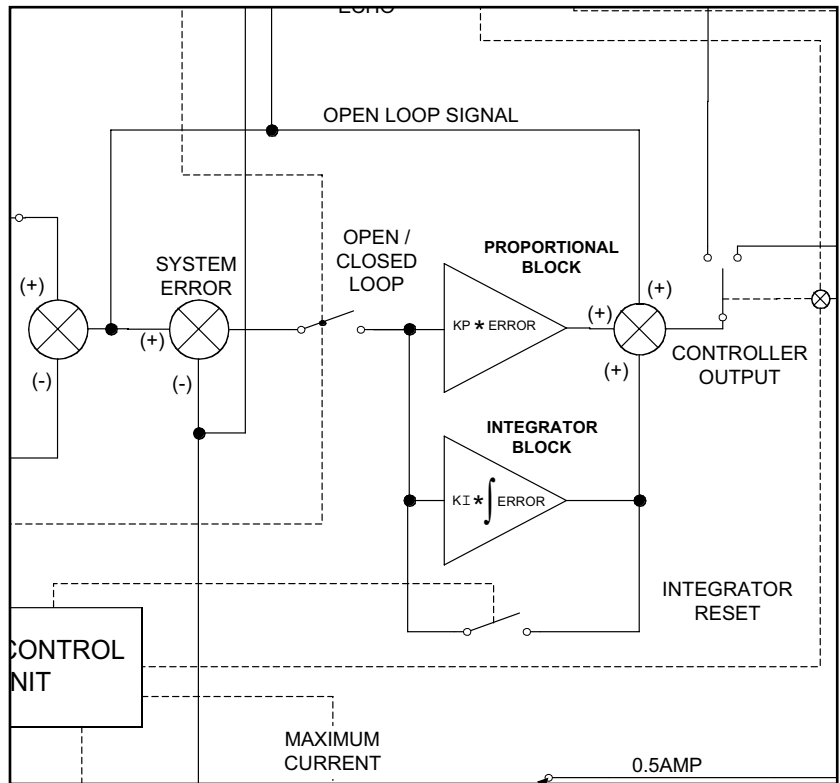 OPEN LOOP SIGNAL
OPEN /
CLOSED
LOOP
PROPORTIONAL
BLOCK
SYSTEM
ERROR
(+)
(+)
(-)
(-)
KP * ERROR
(+)
(+)
(+)
CONTROLLER
OUTPUT
INTEGRATOR
BLOCK
KI * ∫ ERROR
INTEGRATOR
RESET
CONTROL
NIT
MAXIMUM
CURRENT
0.5AMP